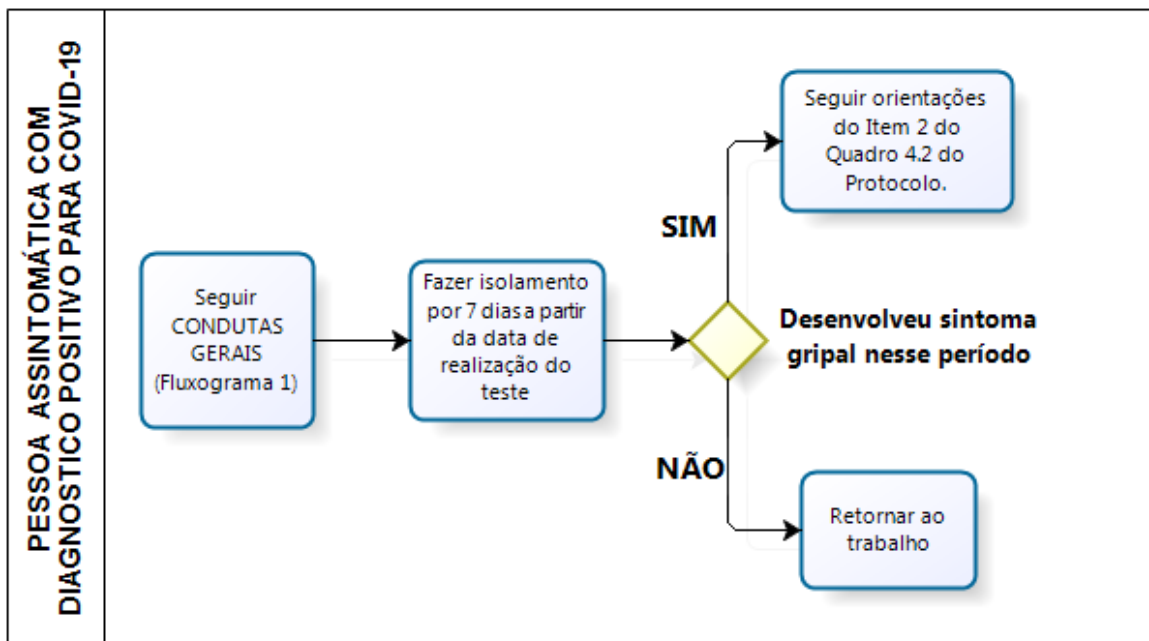 PESSOA ASSINTOMÁTICA COM
DIAGNOSTICO POSITIVO PARA COVID-19
Seguir
CONDUTAS
GERAIS
(Fluxograma 1)
Fazer isolamento
por 7 dias a partir
da data de
realização do
teste
SIM
Seguir orientações
do Item 2 do
Quadro 4.2 do
Protocolo.
Desenvolveu sintoma
gripal nesse período
NÃO
Retornar ao
trabalho